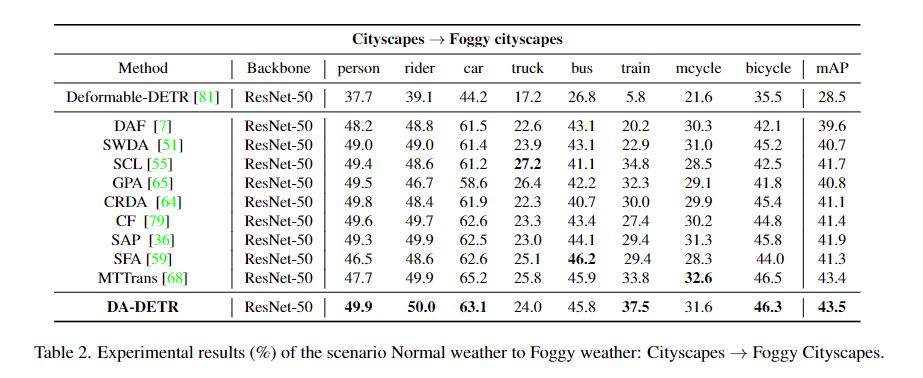 Cityscapes → Foggy cityscapes
Method Backbone person rider car truck bus train mcycle bicycle mAP
Deformable-DETR [81] ResNet-50 37.7 39.1 44.2 17.2 26.8 5.8 21.6 35.5 28.5
DAF [7] ResNet-50 48.2 48.8 61.5 22.6 43.1 20.2 30.3 42.1 39.6
SWDA [51] ResNet-50 49.0 49.0 61.4 23.9 43.1 22.9 31.0 45.2 40.7
SCL [55] ResNet-50 49.4 48.6 61.2 27.2 41.1 34.8 28.5 42.5 41.7
GPA [65] ResNet-50 49.5 46.7 58.6 26.4 42.2 32.3 29.1 41.8 40.8
CRDA [64] ResNet-50 49.8 48.4 61.9 22.3 40.7 30.0 29.9 45.4 41.1
CF [79] ResNet-50 49.6 49.7 62.6 23.3 43.4 27.4 30.2 44.8 41.4
SAP [36] ResNet-50 49.3 49.9 62.5 23.0 44.1 29.4 31.3 45.8 41.9
SFA [59] ResNet-50 46.5 48.6 62.6 25.1 46.2 29.4 28.3 44.0 41.3
MTTrans [68] ResNet-50 47.7 49.9 65.2 25.8 45.9 33.8 32.6 46.5 43.4
DA-DETR ResNet-50 49.9 50.0 63.1 24.0 45.8 37.5 31.6 46.3 43.5
Table 2. Experimental results (%) of the scenario Normal weather to Foggy weather: Cityscapes → Foggy Cityscapes.